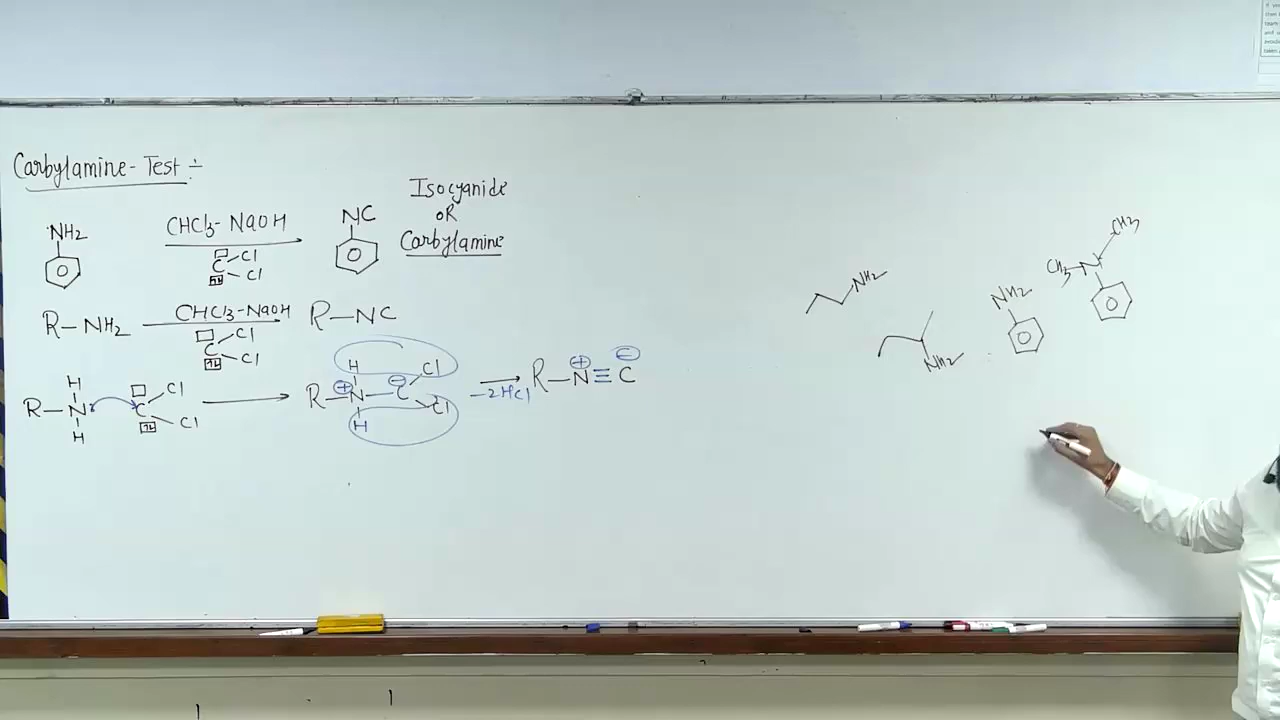 Carbylamine-Test ÷
NH2
CHCl3-NaOH
C
Cl
Cl
NC
Isocyanide
OR
Carbylamine
R-NH2
CHCl3-NaOH
C
Cl
Cl
R-NC
R-N
H
H
C
Cl
Cl
R-N-C
H
H
⊕
⊖
Cl
Cl
-2HCl
R-N≡C
⊕
⊖
NH2
NH2
NH2
CH3
CH3-N